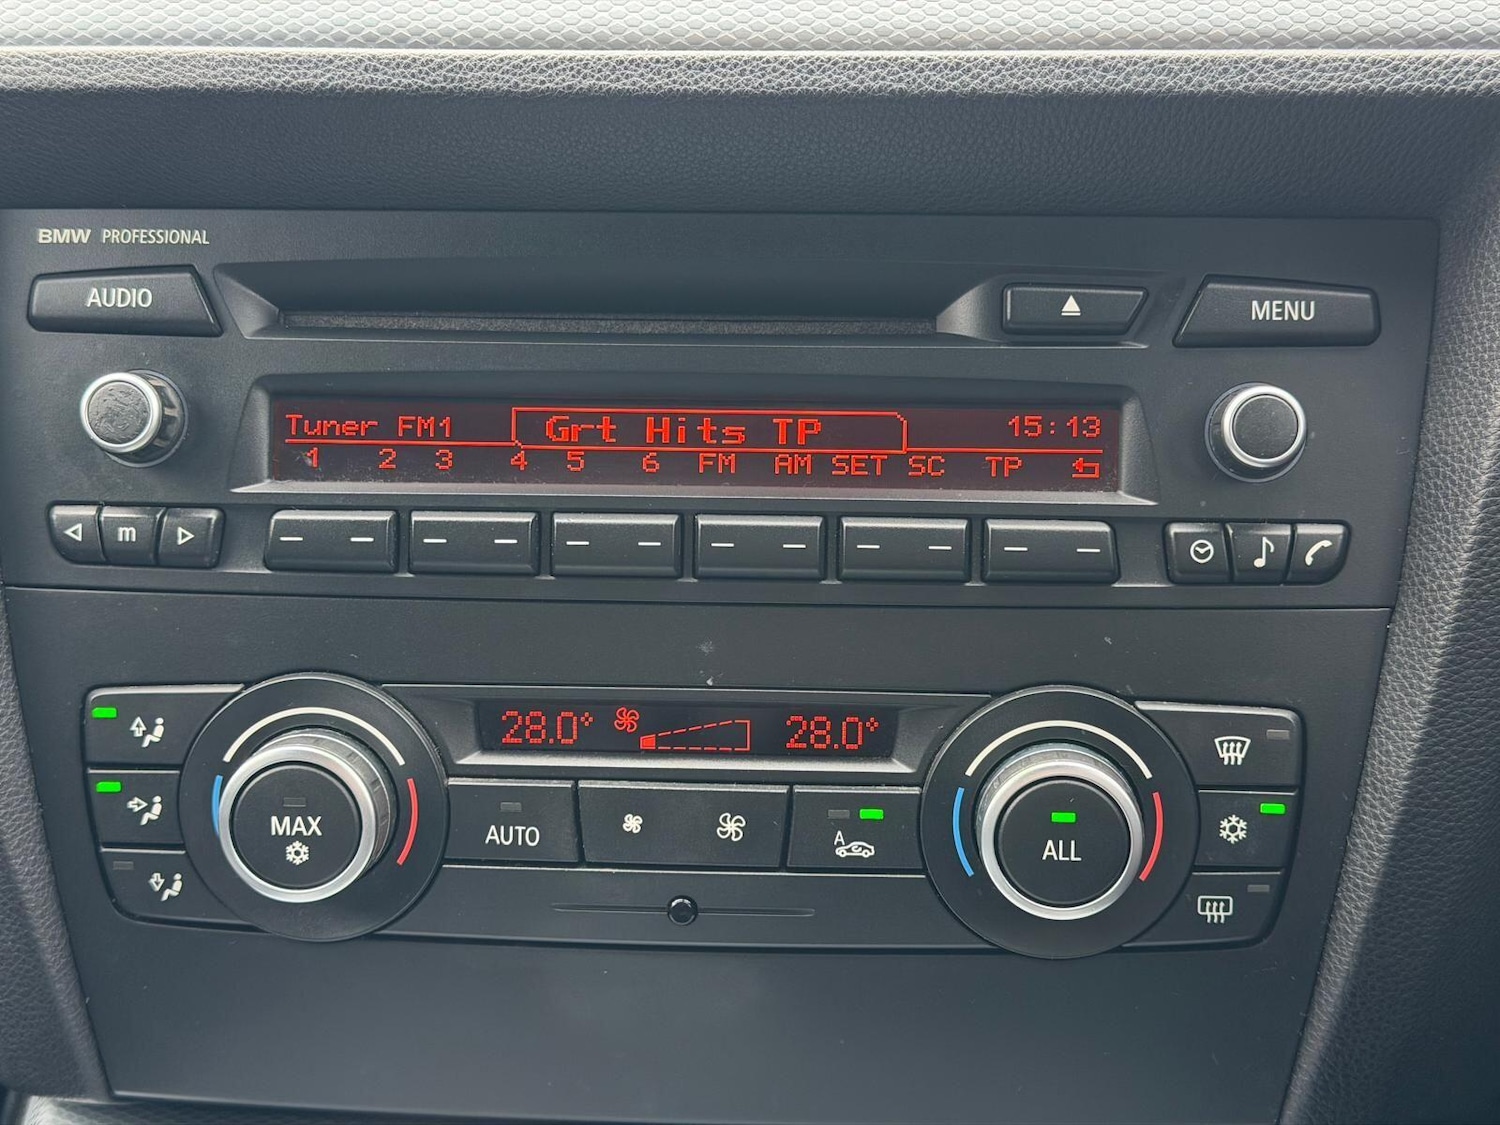 BMW PROFESSIONAL
AUDIO
MENU
Tuner FM1 Grt Hits TP 15:13
1 2 3 4 5 6 FM AM SET SC TP
m
28.0° 28.0°
MAX
AUTO
A
ALL